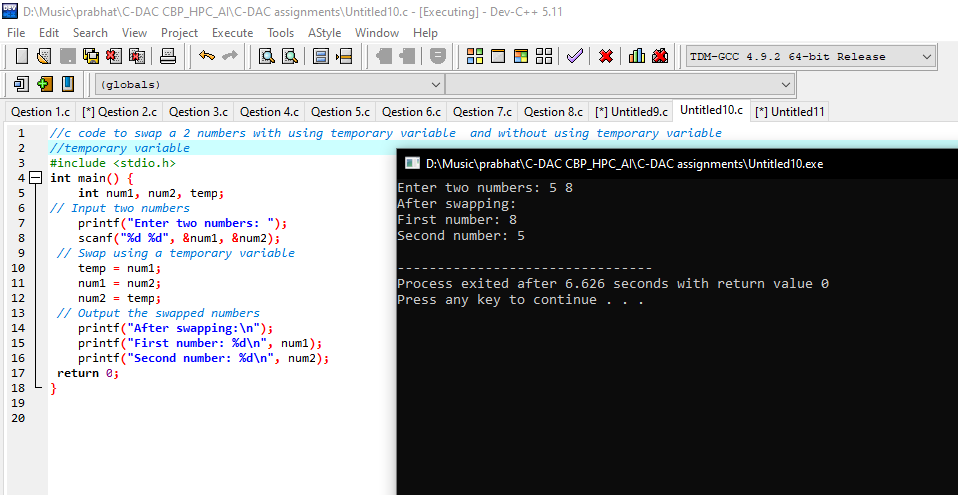 D:\Music\prabhat\C-DAC CBP_HPC_AI\C-DAC assignments\Untitled10.c - [Executing] - Dev-C++ 5.11
File Edit Search View Project Execute Tools AStyle Window Help
TDM-GCC 4.9.2 64-bit Release
(globals)
Qestion 1.c [*] Qestion 2.c Qestion 3.c Qestion 4.c Qestion 5.c Qestion 6.c Qestion 7.c Qestion 8.c [*] Untitled9.c Untitled10.c [*] Untitled11
1 //c code to swap a 2 numbers with using temporary variable  and without using temporary variable
2 //temporary variable
3 #include <stdio.h>
4 int main() {
5     int num1, num2, temp;
6 // Input two numbers
7     printf("Enter two numbers: ");
8     scanf("%d %d", &num1, &num2);
9  // Swap using a temporary variable
10     temp = num1;
11     num1 = num2;
12     num2 = temp;
13  // Output the swapped numbers
14     printf("After swapping:\n");
15     printf("First number: %d\n", num1);
16     printf("Second number: %d\n", num2);
17  return 0;
18 }
19
20
D:\Music\prabhat\C-DAC CBP_HPC_AI\C-DAC assignments\Untitled10.exe
Enter two numbers: 5 8
After swapping:
First number: 8
Second number: 5
--------------------------------
Process exited after 6.626 seconds with return value 0
Press any key to continue . . .